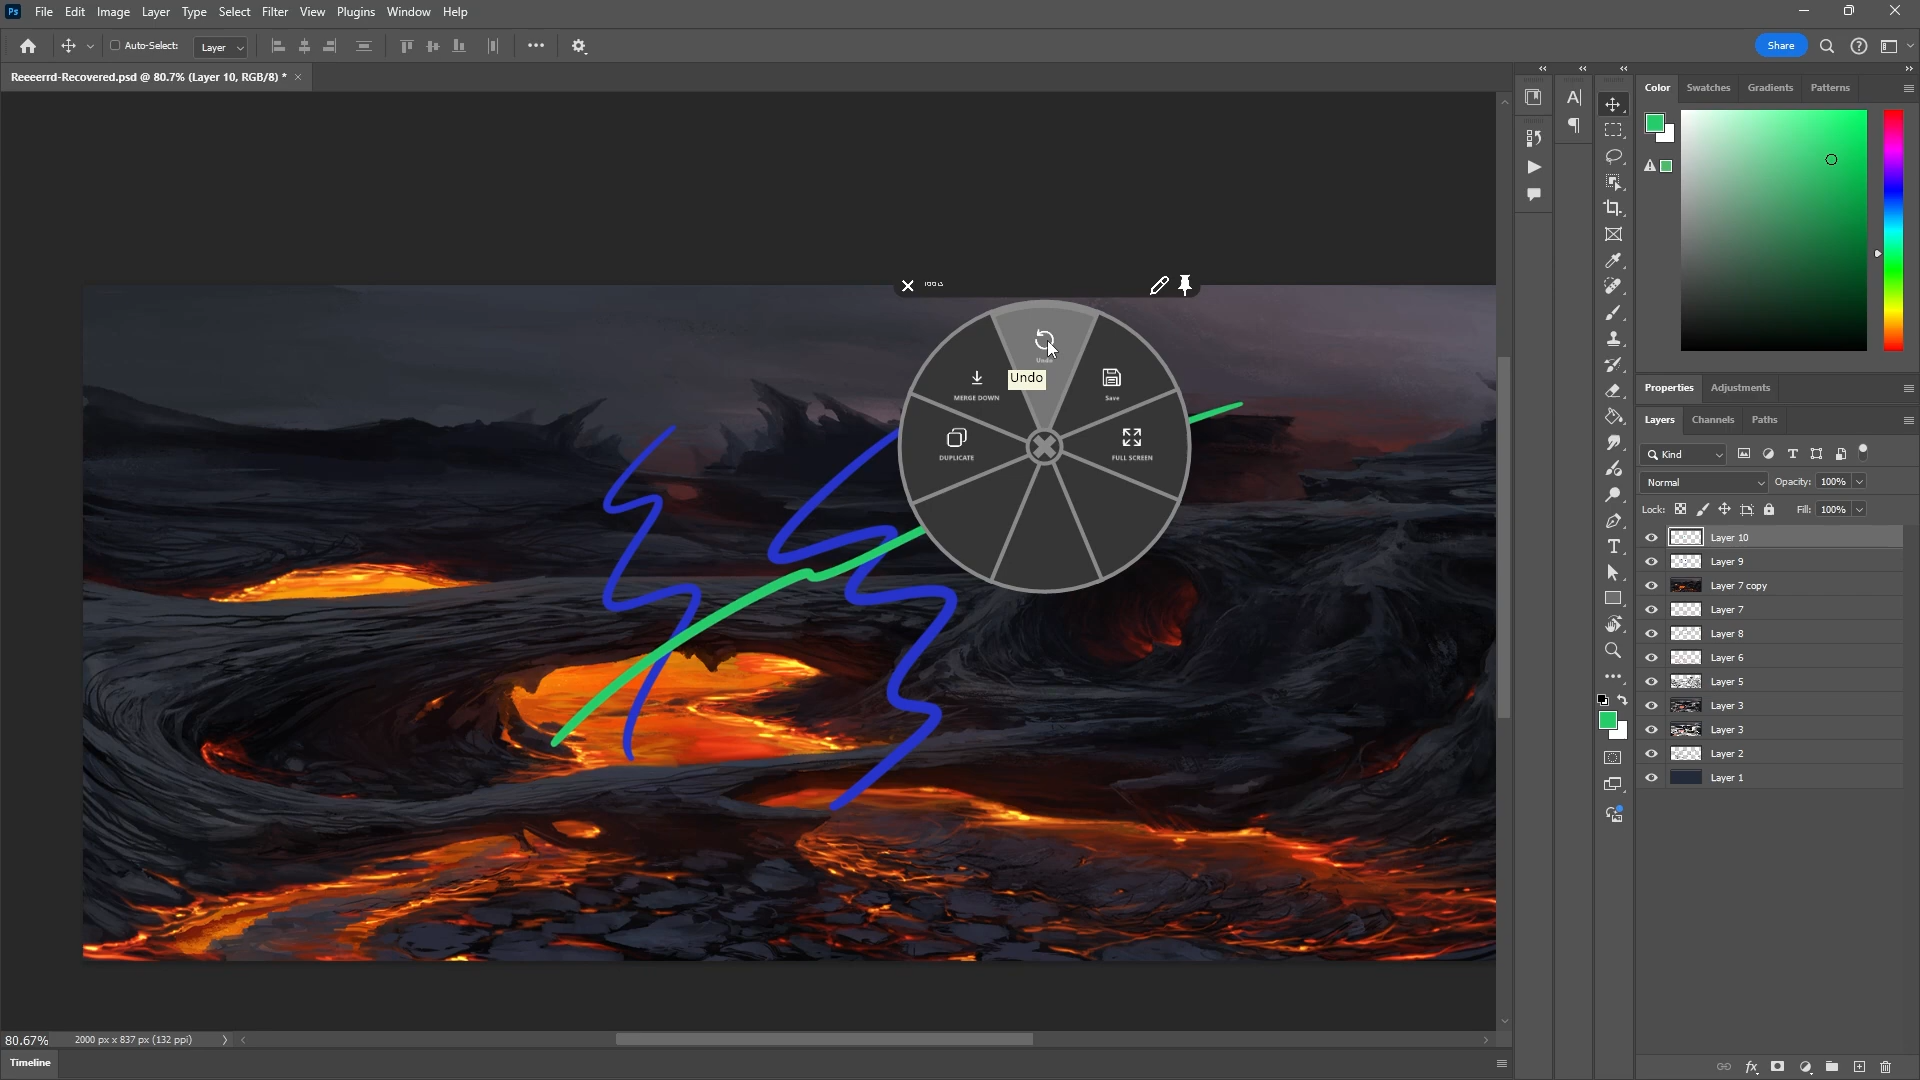 Ps File Edit Image Layer Type Select Filter View Plugins Window Help
Auto-Select: Layer Share
Reeeerrd-Recovered.psd @ 80.7% (Layer 10, RGB/8) *
Color Swatches Gradients Patterns
Undo
Undo
MERGE DOWN
Save
DUPLICATE
FULL SCREEN
Properties Adjustments
Layers Channels Paths
Kind
Normal Opacity: 100%
Lock: Fill: 100%
Layer 10
Layer 9
Layer 7 copy
Layer 7
Layer 8
Layer 6
Layer 5
Layer 3
Layer 3
Layer 2
Layer 1
80.67% 2000 px x 837 px (132 ppi)
Timeline